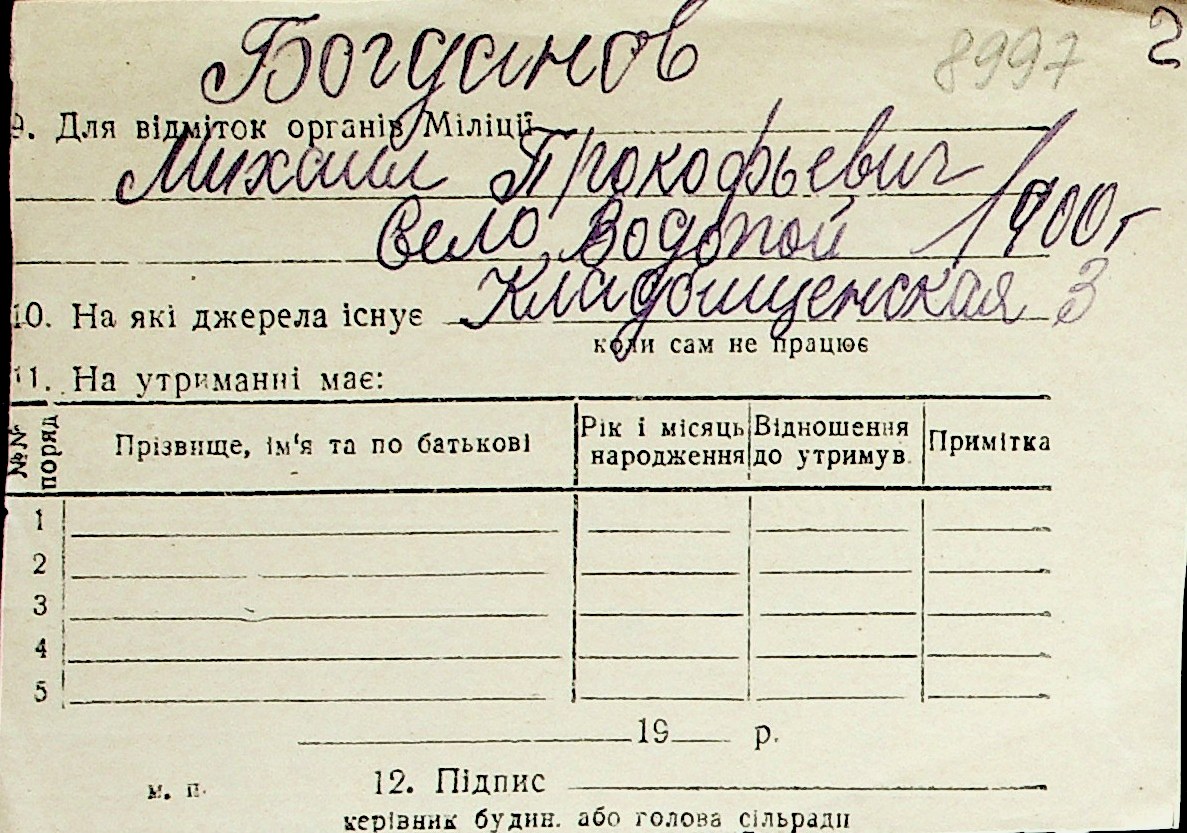 Богданов 8997 2
9. Для відміток органів Міліції
Михаил Прокофьевич
Село Водопой 1900 г
Кладбищенская 3
10. На які джерела існує
коли сам не працює
11. На утриманні має:
№№ поряд Прізвище, ім'я та по батькові Рік і місяць народження Відношення до утримув. Примітка
1
2
3
4
5
19 р.
м. п. 12. Підпис
керівник будин. або голова сільради